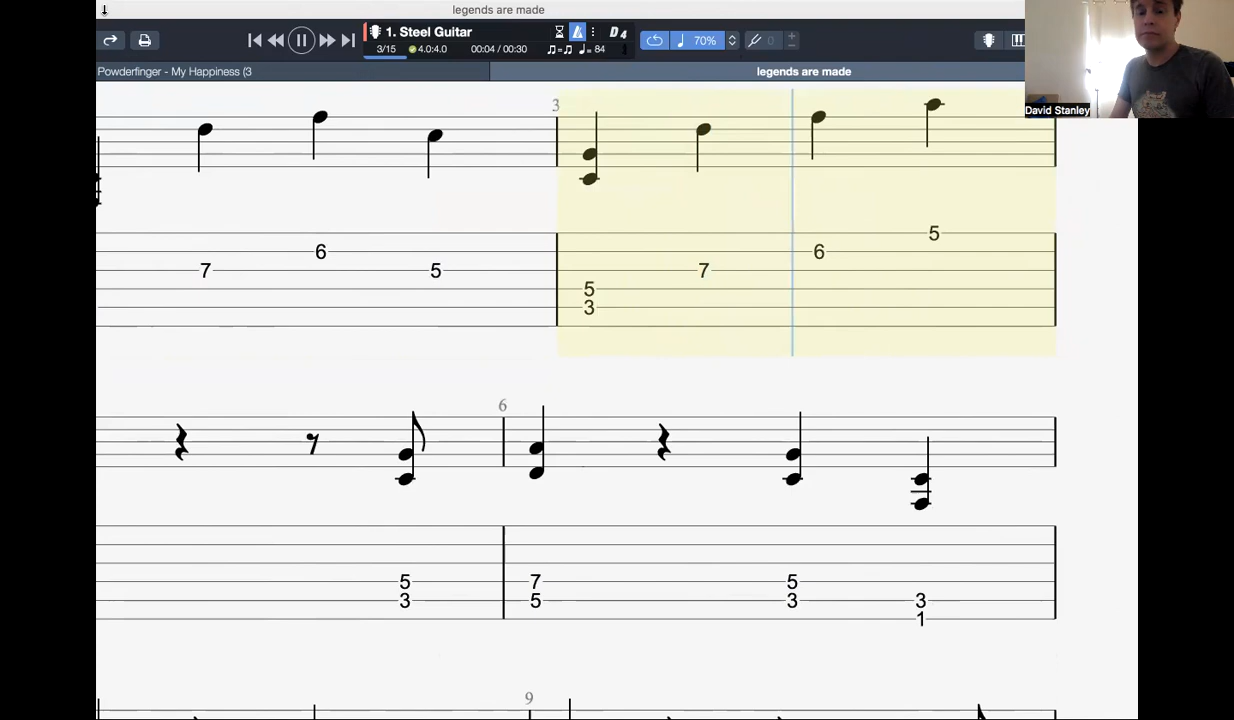 legends are made
1. Steel Guitar
3/15 4.0:4.0 00:04 / 00:30 ♫=♫ ♩= 84 D4
70% 0
Powderfinger - My Happiness (3 legends are made
David Stanley
3
7 6 5 5 3 7 6 5
6
5 3 7 5 5 3 3 1
9